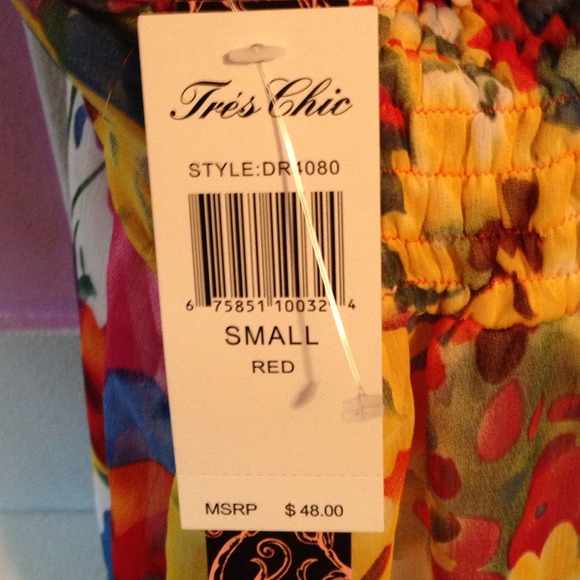 Trés Chic
STYLE:DR4080
6 75851 10032 4
SMALL
RED
MSRP $ 48.00